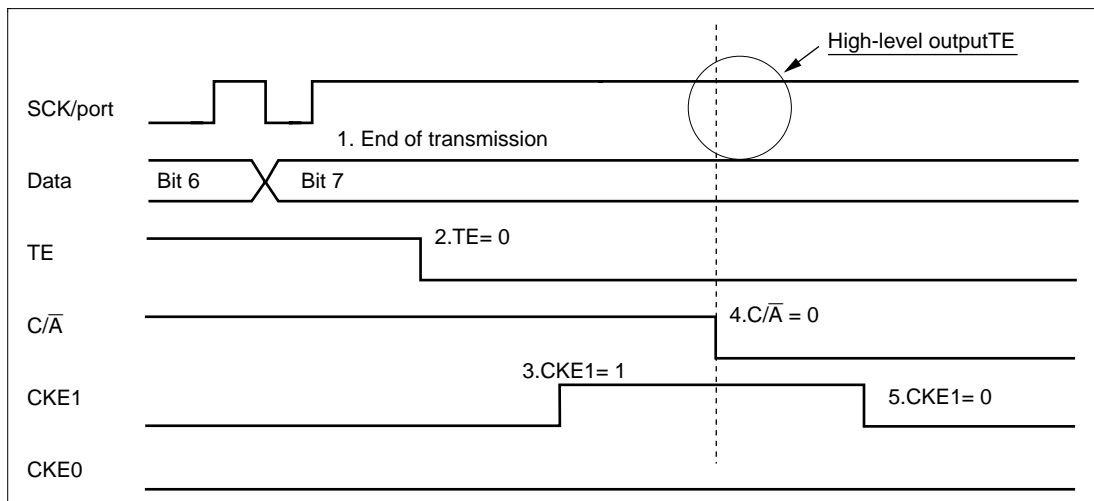 High-level outputTE
SCK/port
1. End of transmission
Data
Bit 6
Bit 7
TE
2.TE= 0
C/A̅
4.C/A̅ = 0
3.CKE1= 1
CKE1
5.CKE1= 0
CKE0